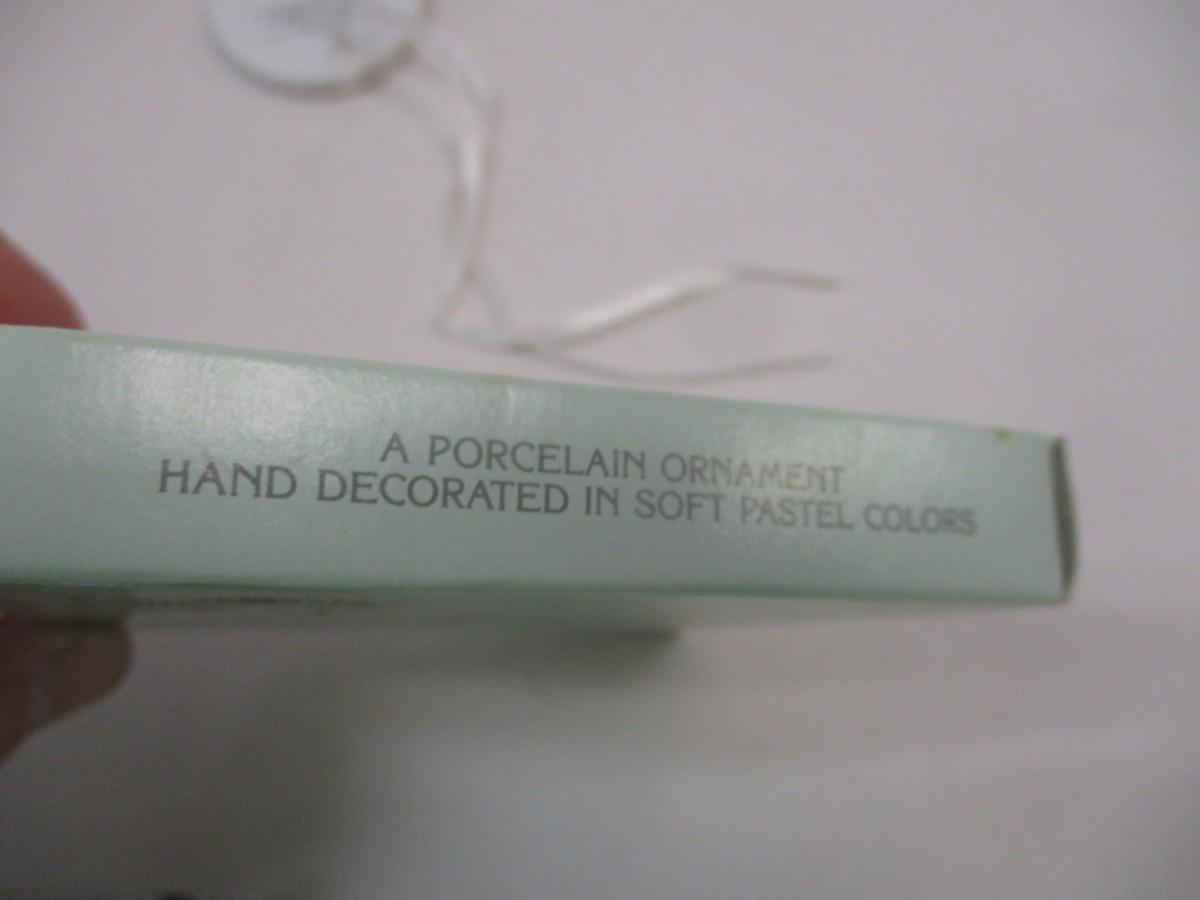 A PORCELAIN ORNAMENT
HAND DECORATED IN SOFT PASTEL COLORS